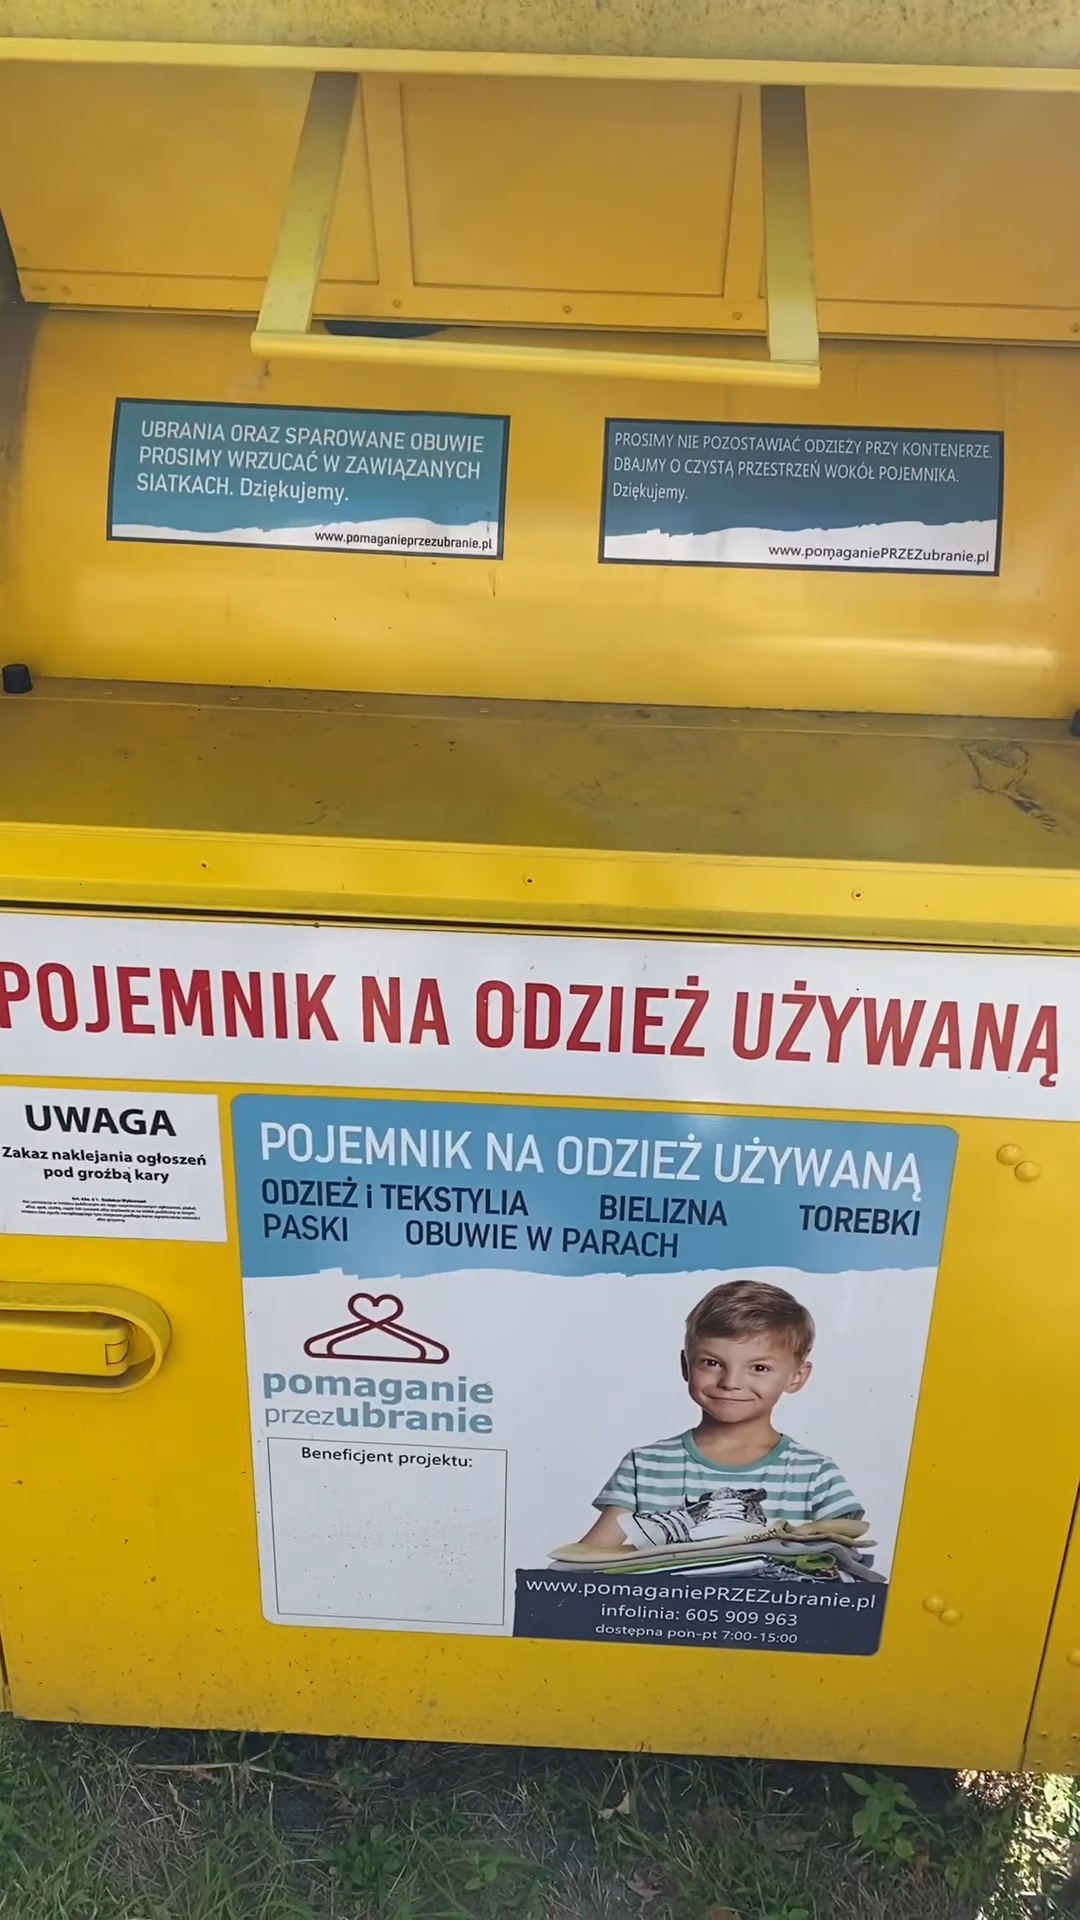 UBRANIA ORAZ SPAROWANE OBUWIE
PROSIMY WRZUCAĆ W ZAWIĄZANYCH
SIATKACH. Dziękujemy.
www.pomaganieprzezubranie.pl
PROSIMY NIE POZOSTAWIAĆ ODZIEŻY PRZY KONTENERZE.
DBAJMY O CZYSTĄ PRZESTRZEŃ WOKÓŁ POJEMNIKA.
Dziękujemy.
www.pomaganiePRZEZubranie.pl
POJEMNIK NA ODZIEŻ UŻYWANĄ
UWAGA
Zakaz naklejania ogłoszeń
pod groźbą kary
POJEMNIK NA ODZIEŻ UŻYWANĄ
ODZIEŻ i TEKSTYLIA BIELIZNA TOREBKI
PASKI OBUWIE W PARACH
pomaganie
przezubranie
Beneficjent projektu:
www.pomaganiePRZEZubranie.pl
infolinia: 605 909 963
dostępna pon-pt 7:00-15:00